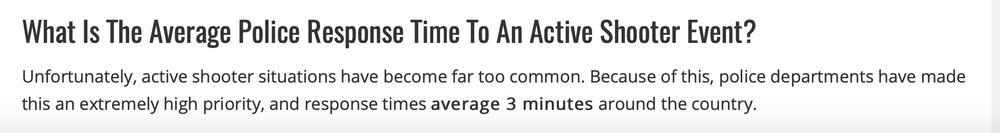 What Is The Average Police Response Time To An Active Shooter Event?
Unfortunately, active shooter situations have become far too common. Because of this, police departments have made
this an extremely high priority, and response times average 3 minutes around the country.